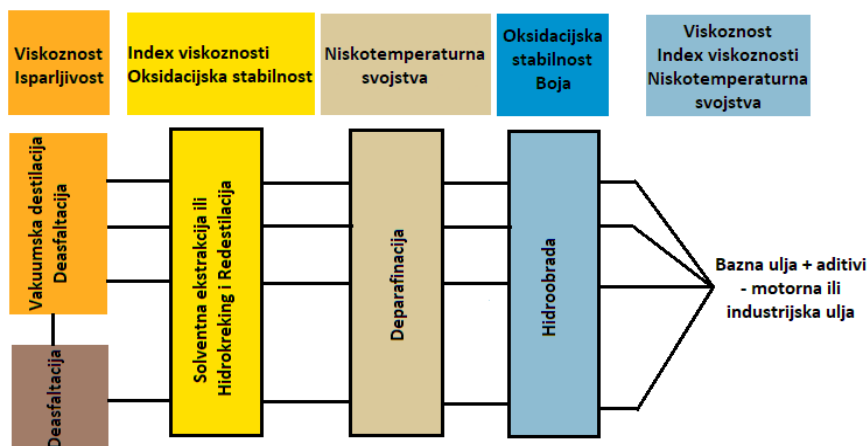 Viskoznost
Isparljivost
Index viskoznosti
Oksidacijska stabilnost
Niskotemperaturna
svojstva
Oksidacijska
stabilnost
Boja
Viskoznost
Index viskoznosti
Niskotemperaturna
svojstva
Vakuumska destilacija
Deasfaltacija
Deasfaltacija
Solventna ekstrakcija ili
Hidrokreking i Redestilacija
Deparafinacija
Hidroobrada
Bazna ulja + aditivi
- motorna ili
industrijska ulja